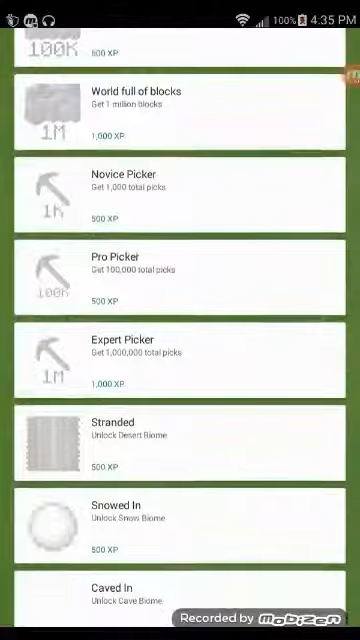 100%
4:35 PM
100K
500 XP
World full of blocks
Get 1 million blocks
1M
1,000 XP
Novice Picker
Get 1,000 total picks
1K
500 XP
Pro Picker
Get 100,000 total picks
100K
500 XP
Expert Picker
Get 1,000,000 total picks
1M
1,000 XP
Stranded
Unlock Desert Biome
500 XP
Snowed In
Unlock Snow Biome
500 XP
Caved In
Unlock Cave Biome
Recorded by MOBIZEN